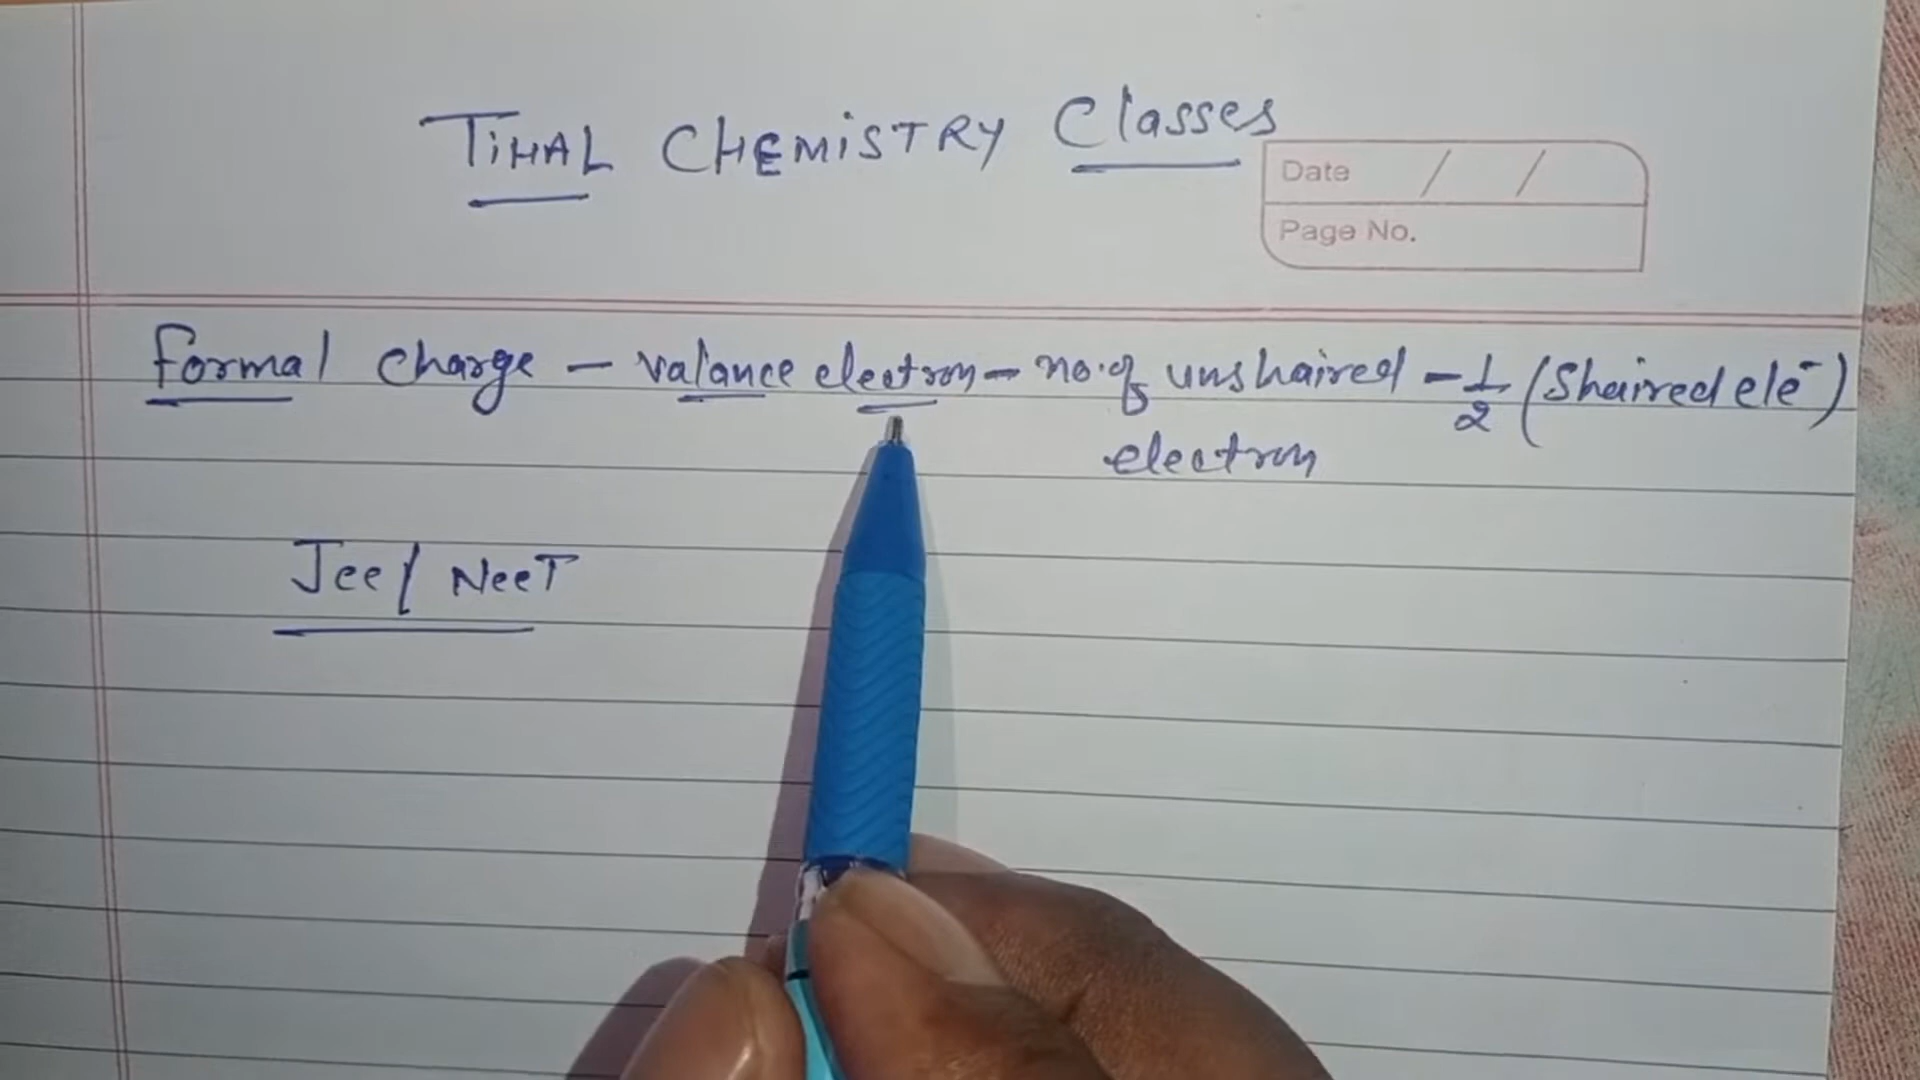 TiHAL CHEMiSTRY Classes
Date / /
Page No.
Formal Charge – valance electron – no. of unshaired – 1/2 (Shaired ele⁻)
electron
Jee/ NeeT